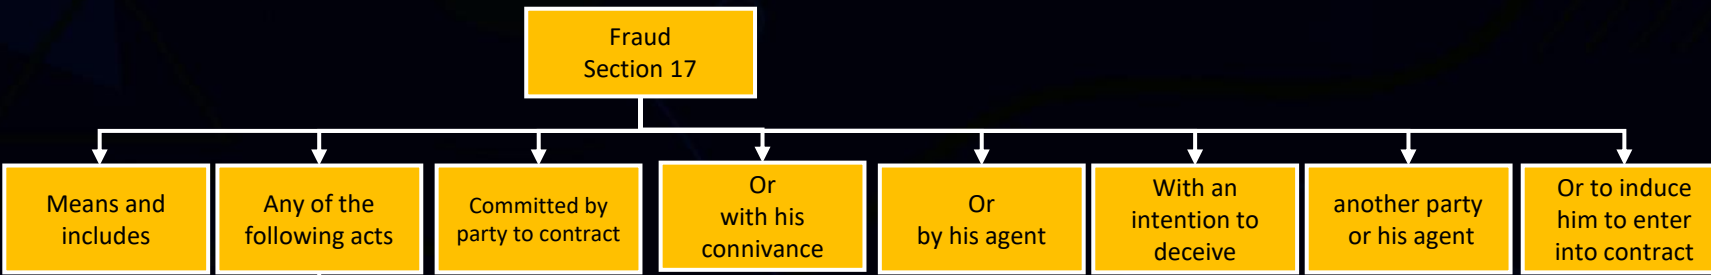 Fraud
Section 17
Means and
includes
Any of the
following acts
Committed by
party to contract
Or
with his
connivance
Or
by his agent
With an
intention to
deceive
another party
or his agent
Or to induce
him to enter
into contract